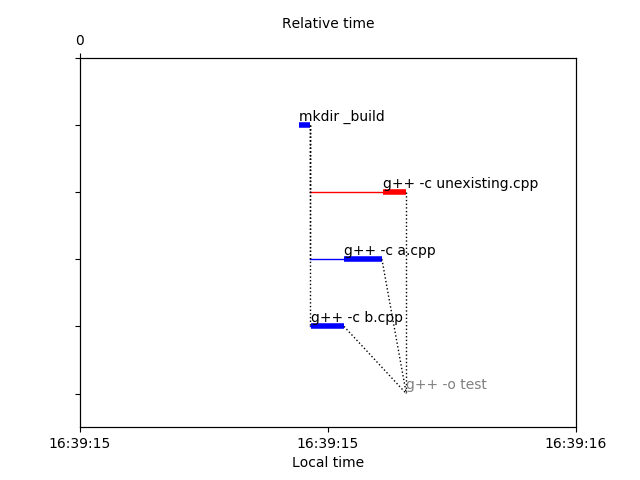 Relative time
0
mkdir _build
g++ -c unexisting.cpp
g++ -c a.cpp
g++ -c b.cpp
g++ -o test
16:39:15 16:39:15 16:39:16
Local time